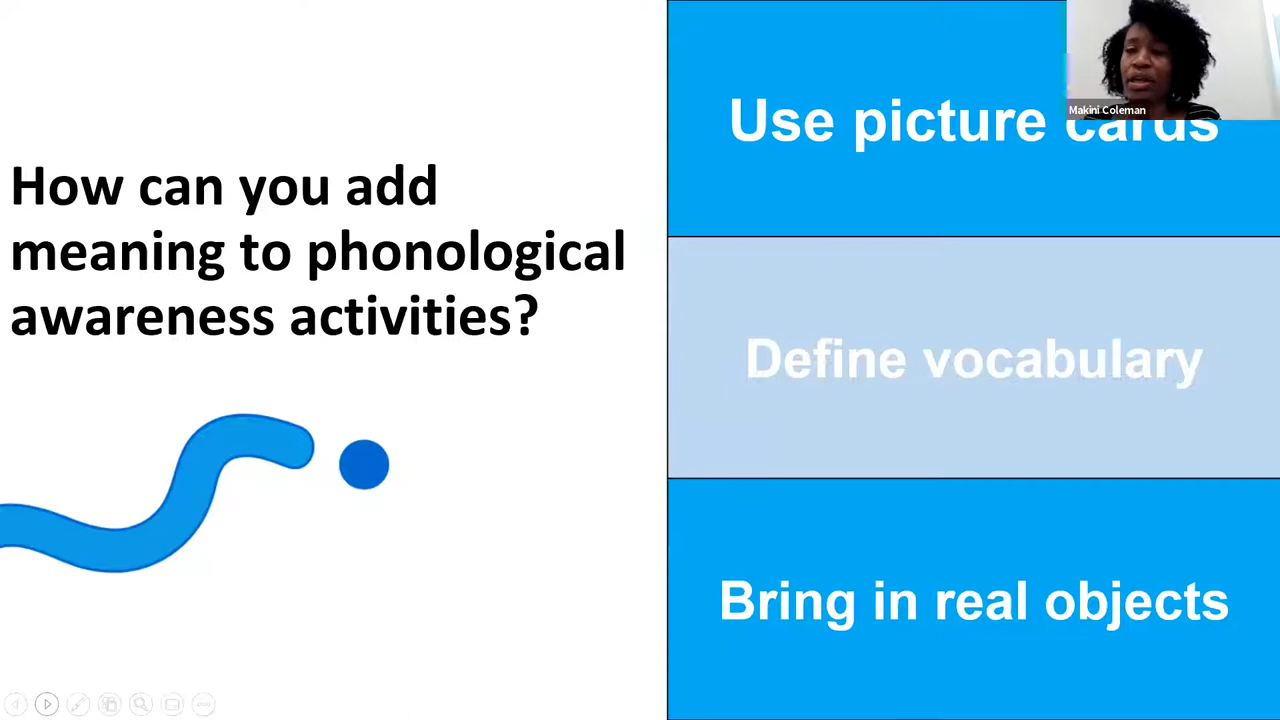 How can you add
meaning to phonological
awareness activities?
Use picture cards
Makini Coleman
Define vocabulary
Bring in real objects